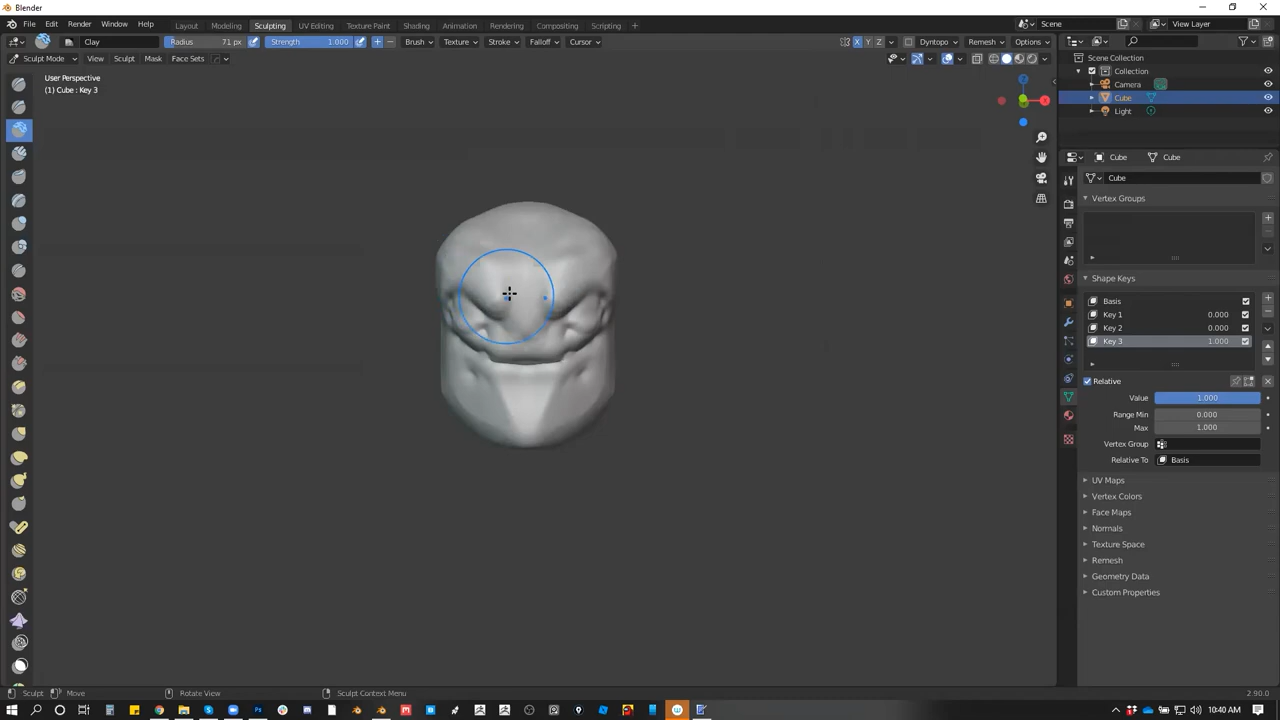 Blender
File Edit Render Window Help Layout Modeling Sculpting UV Editing Texture Paint Shading Animation Rendering Compositing Scripting + Scene View Layer
Clay Radius 71 px Strength 1.000 Brush Texture Stroke Falloff Cursor X Y Z Dyntopo Remesh Options
Sculpt Mode View Sculpt Mask Face Sets
User Perspective
(1) Cube : Key 3
Z
X
Scene Collection
Collection
Camera
Cube
Light
Cube Cube
Cube
Vertex Groups
Shape Keys
Basis
Key 1 0.000
Key 2 0.000
Key 3 1.000
Relative
Value 1.000
Range Min 0.000
Max 1.000
Vertex Group
Relative To Basis
UV Maps
Vertex Colors
Face Maps
Normals
Texture Space
Remesh
Geometry Data
Custom Properties
Sculpt Move Rotate View Sculpt Context Menu 2.90.0
10:40 AM